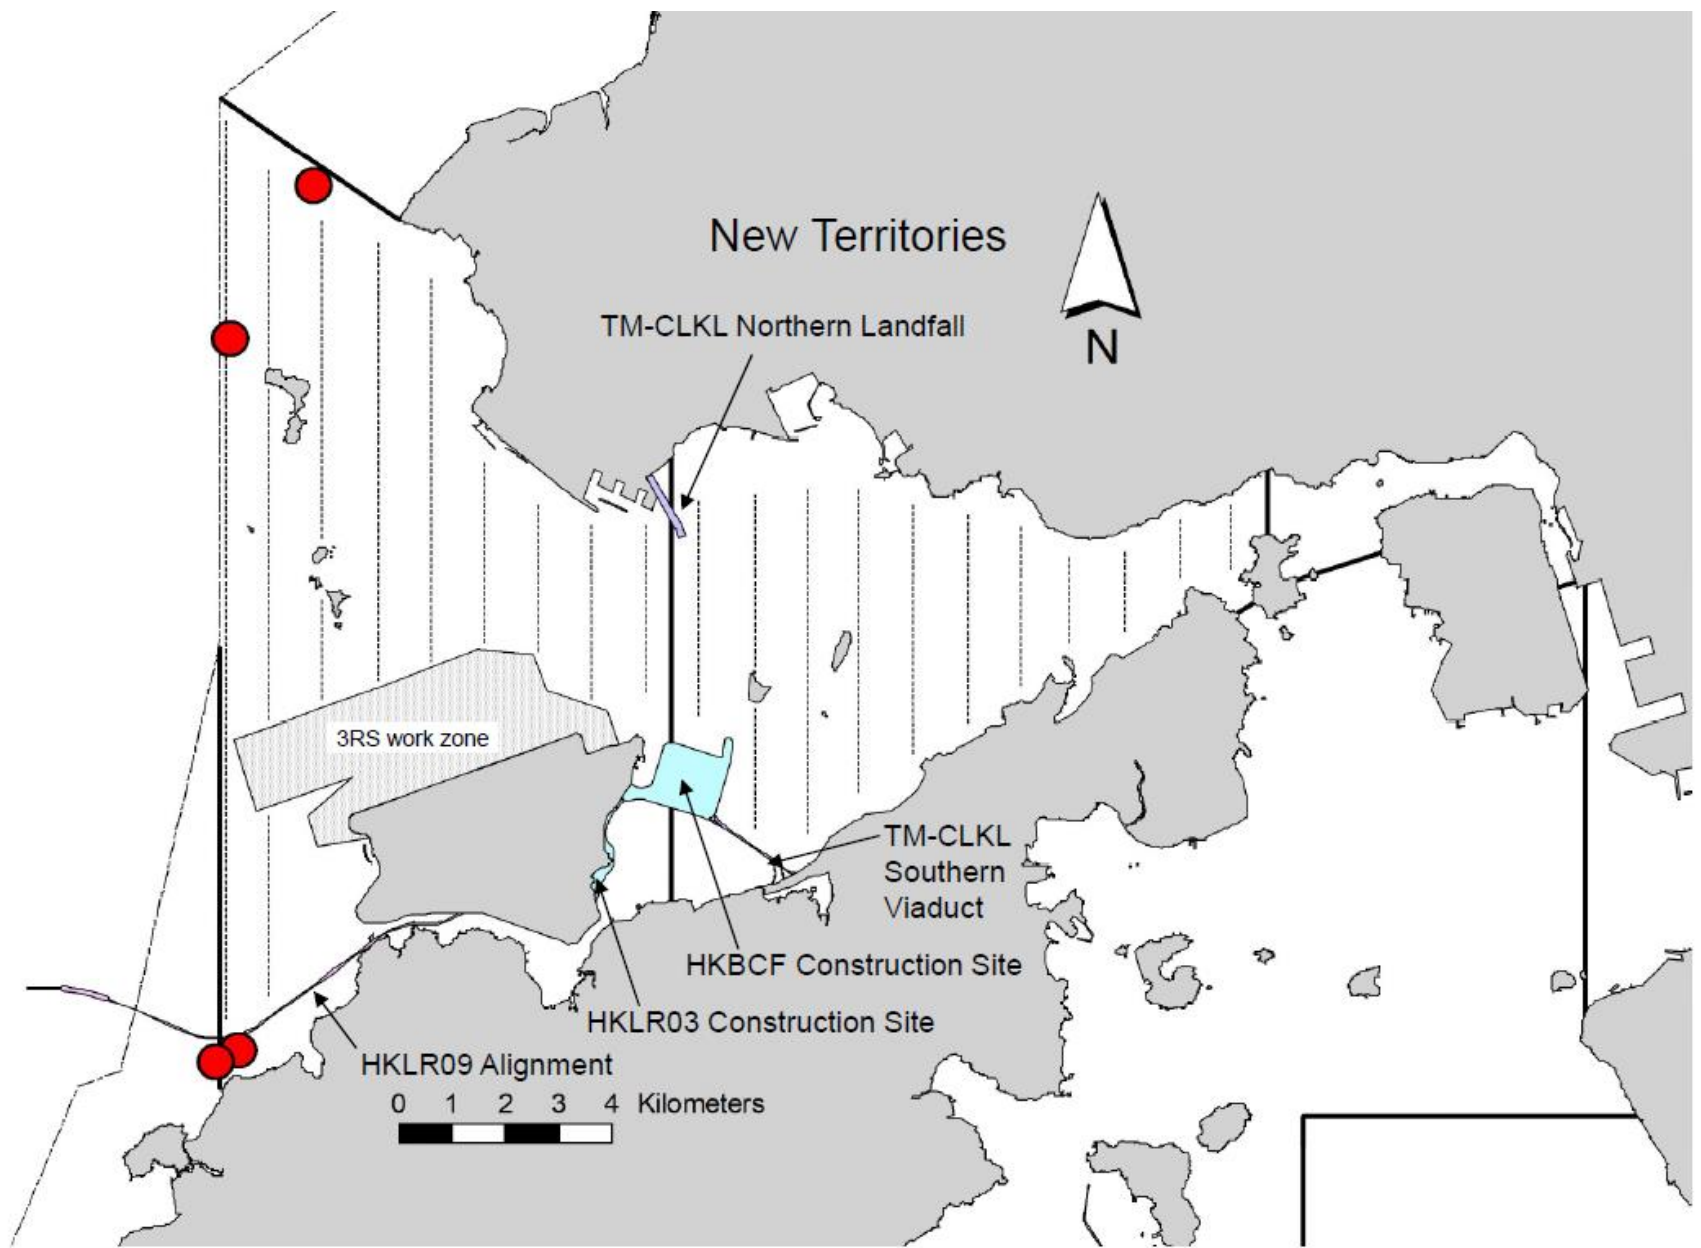 New Territories
TM-CLKL Northern Landfall
N
3RS work zone
TM-CLKL
Southern
Viaduct
HKBCF Construction Site
HKLR03 Construction Site
HKLR09 Alignment
0 1 2 3 4 Kilometers